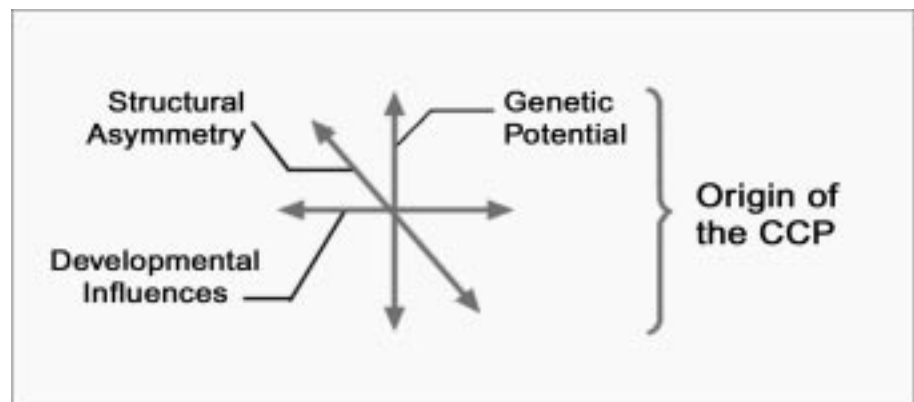 Structural
Asymmetry
Genetic
Potential
Origin of
the CCP
Developmental
Influences